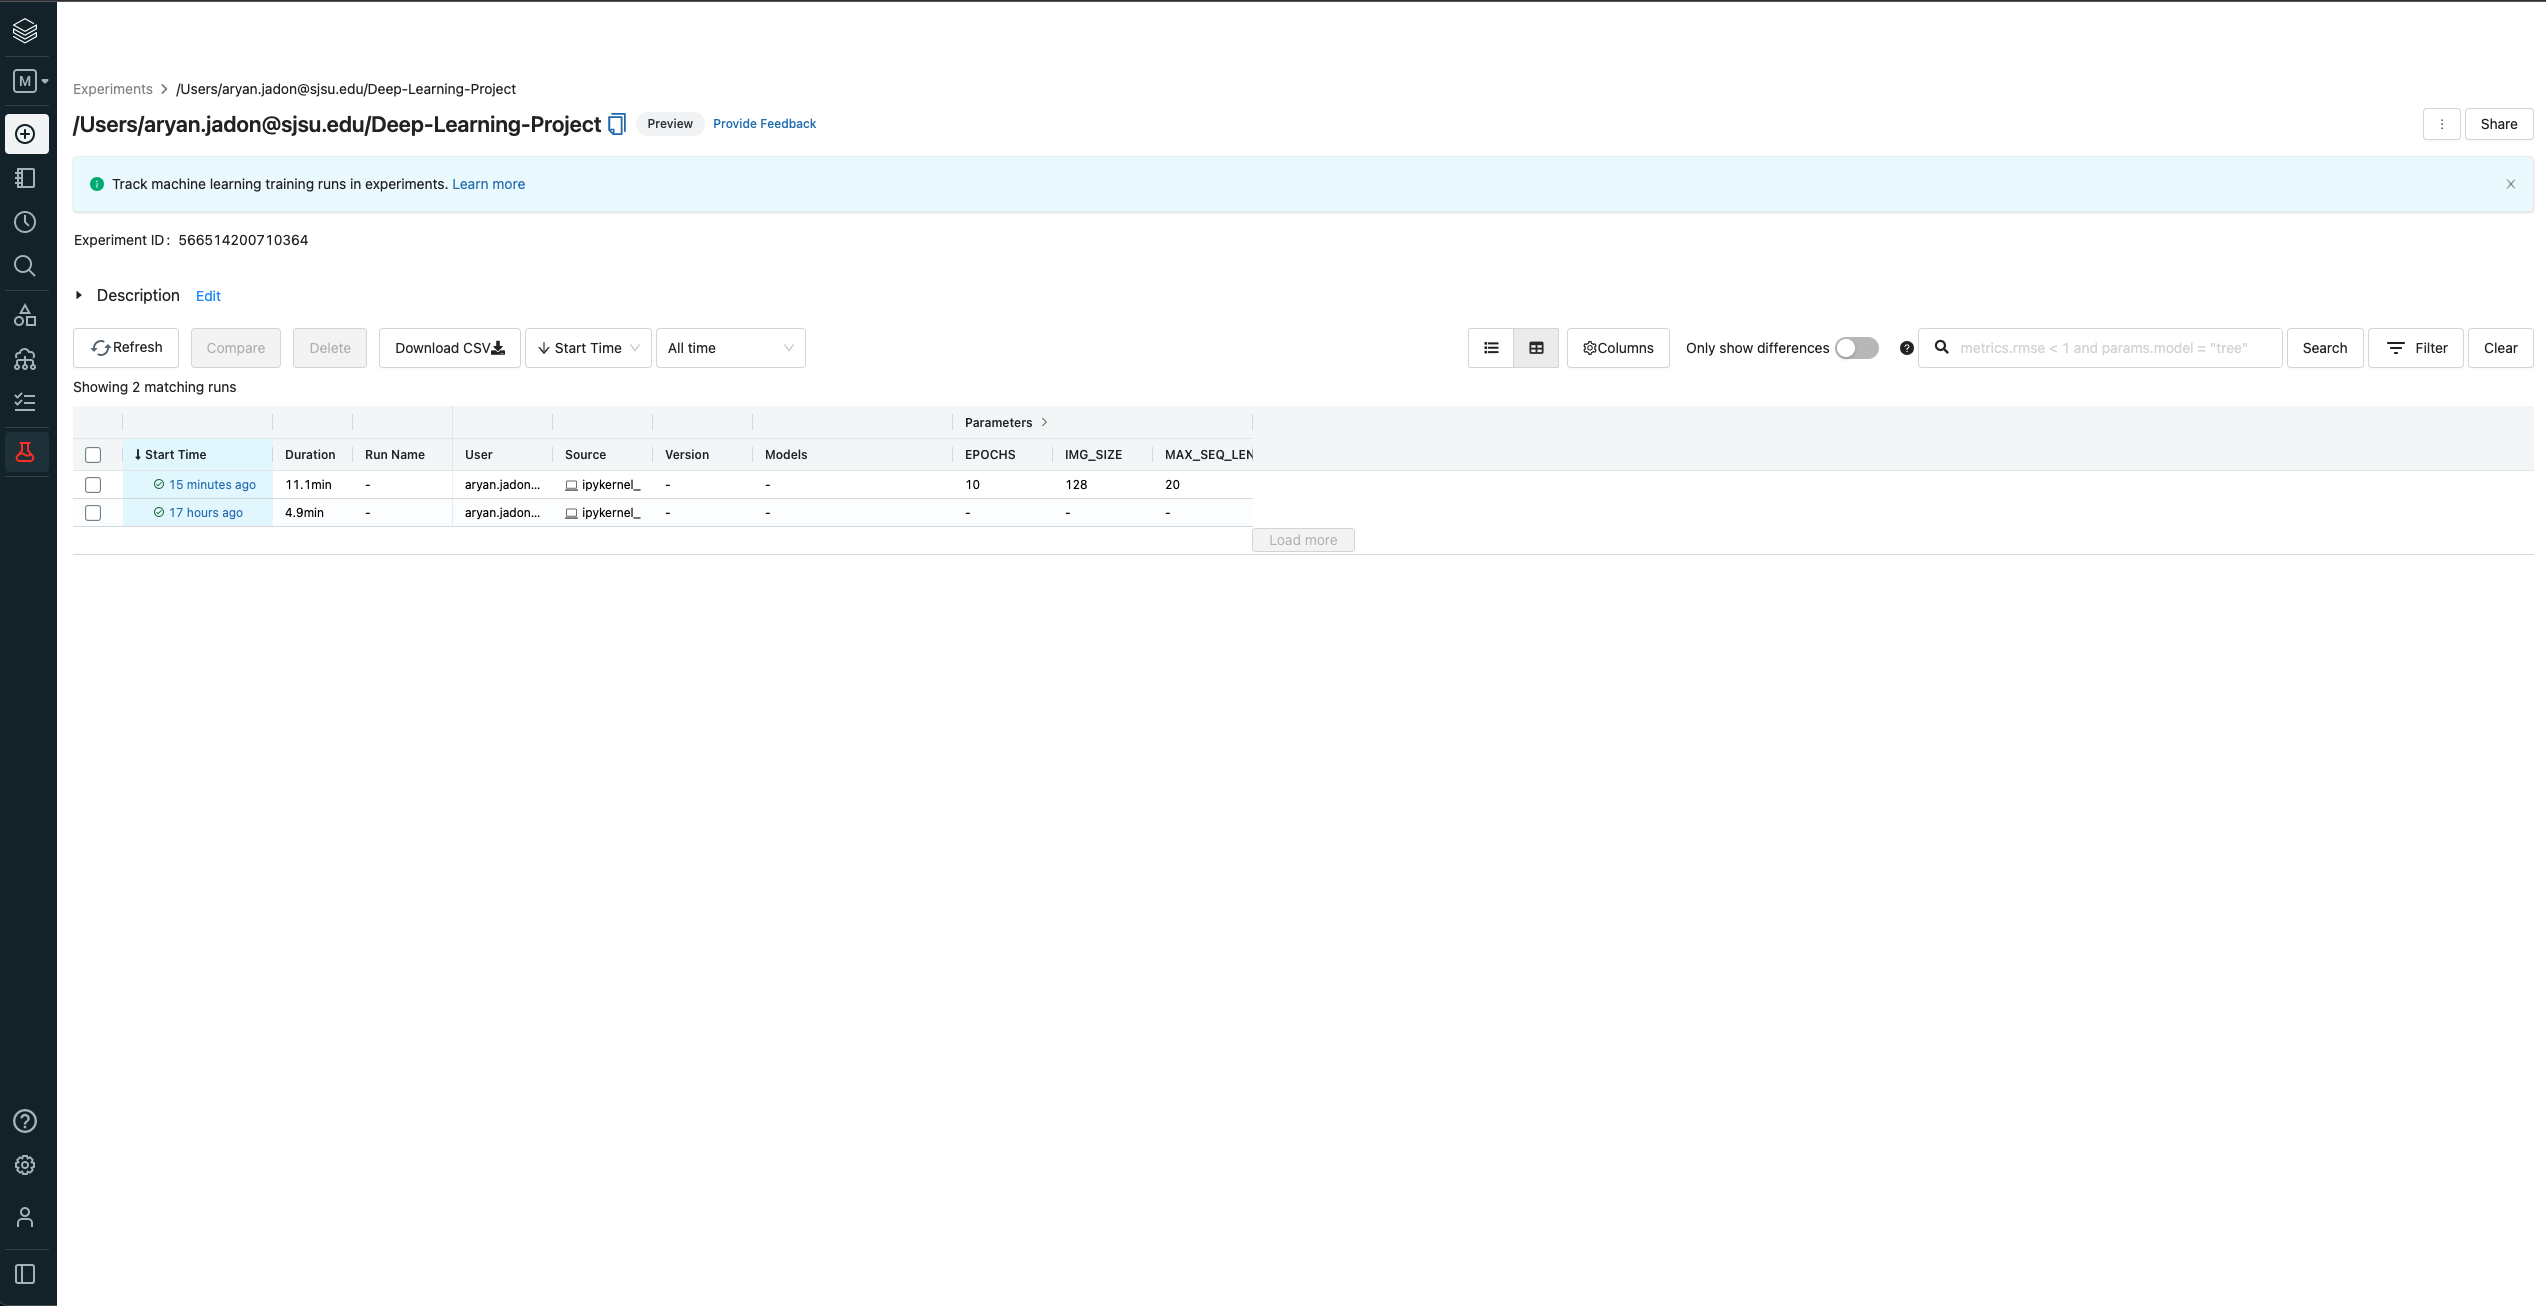 M
Experiments > /Users/aryan.jadon@sjsu.edu/Deep-Learning-Project
/Users/aryan.jadon@sjsu.edu/Deep-Learning-Project Preview Provide Feedback
Share
Track machine learning training runs in experiments. Learn more
Experiment ID: 566514200710364
Description Edit
Refresh Compare Delete Download CSV Start Time All time Columns Only show differences metrics.rmse < 1 and params.model = "tree" Search Filter Clear
Showing 2 matching runs
Parameters >
Start Time Duration Run Name User Source Version Models EPOCHS IMG_SIZE MAX_SEQ_LEN
15 minutes ago 11.1min - aryan.jadon... ipykernel_ - - 10 128 20
17 hours ago 4.9min - aryan.jadon... ipykernel_ - - - - -
Load more